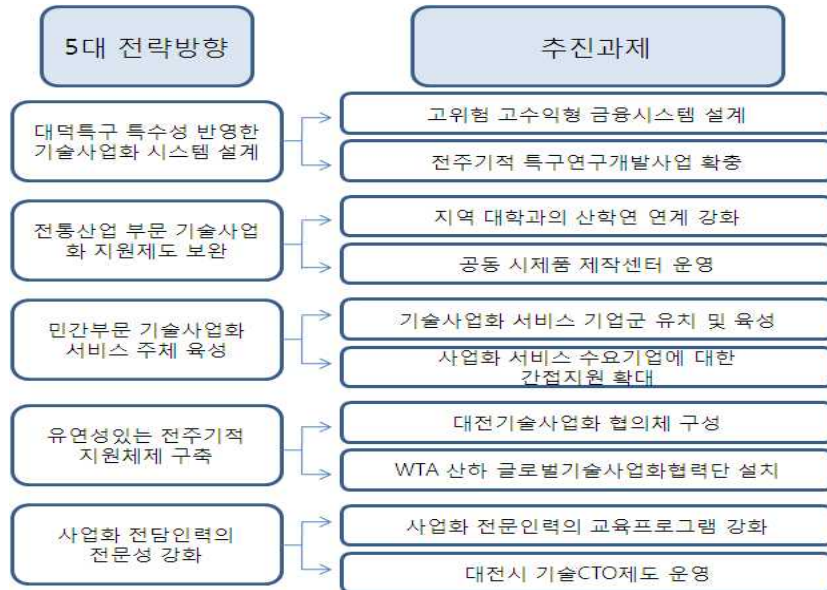 5대 전략방향
추진과제
대덕특구 특수성 반영한
기술사업화 시스템 설계
고위험 고수익형 금융시스템 설계
전주기적 특구연구개발사업 확충
전통산업 부문 기술사업
화 지원제도 보완
지역 대학과의 산학연 연계 강화
공동 시제품 제작센터 운영
민간부문 기술사업화
서비스 주체 육성
기술사업화 서비스 기업군 유치 및 육성
사업화 서비스 수요기업에 대한
간접지원 확대
유연성있는 전주기적
지원체제 구축
대전기술사업화 협의체 구성
WTA 산하 글로벌기술사업화협력단 설치
사업화 전담인력의
전문성 강화
사업화 전문인력의 교육프로그램 강화
대전시 기술CTO제도 운영